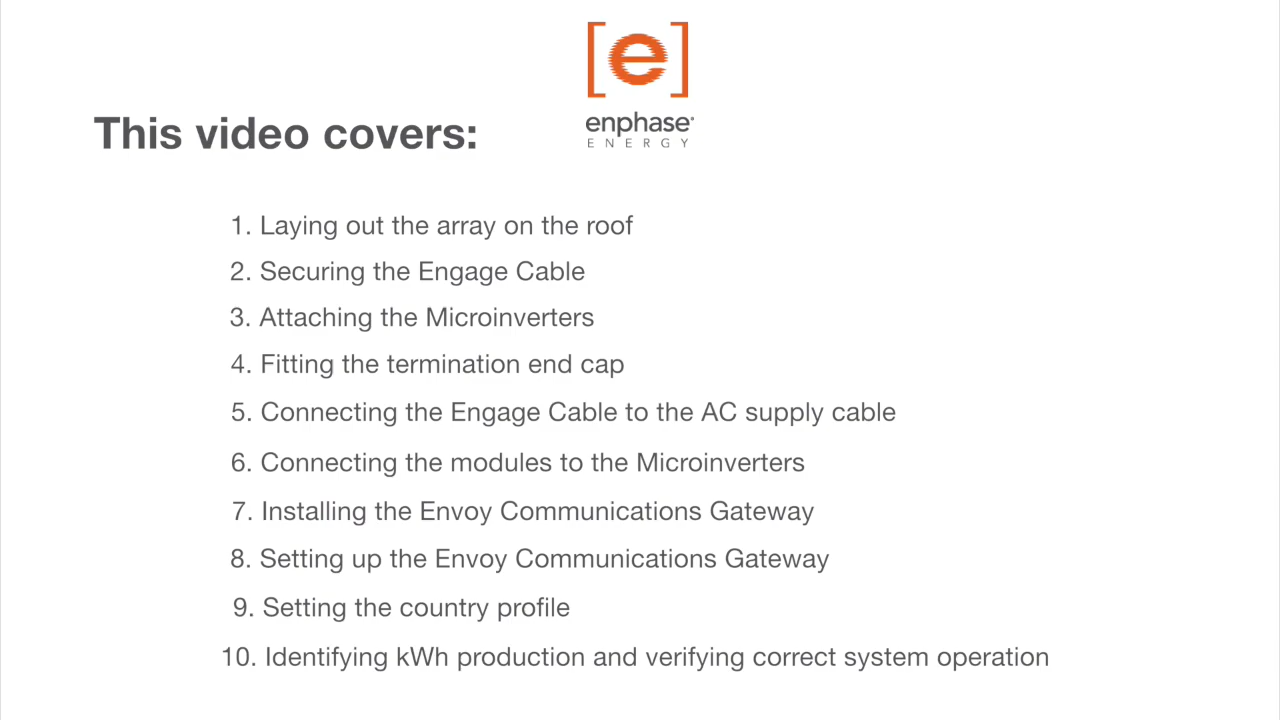 [e]
enphase®
ENERGY
This video covers:
1. Laying out the array on the roof
2. Securing the Engage Cable
3. Attaching the Microinverters
4. Fitting the termination end cap
5. Connecting the Engage Cable to the AC supply cable
6. Connecting the modules to the Microinverters
7. Installing the Envoy Communications Gateway
8. Setting up the Envoy Communications Gateway
9. Setting the country profile
10. Identifying kWh production and verifying correct system operation